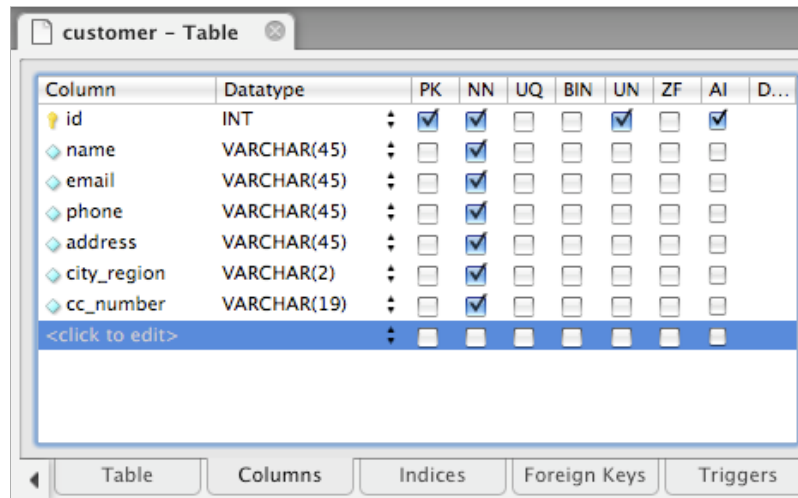 customer – Table
Column Datatype PK NN UQ BIN UN ZF AI D...
id INT
name VARCHAR(45)
email VARCHAR(45)
phone VARCHAR(45)
address VARCHAR(45)
city_region VARCHAR(2)
cc_number VARCHAR(19)
<click to edit>
Table Columns Indices Foreign Keys Triggers